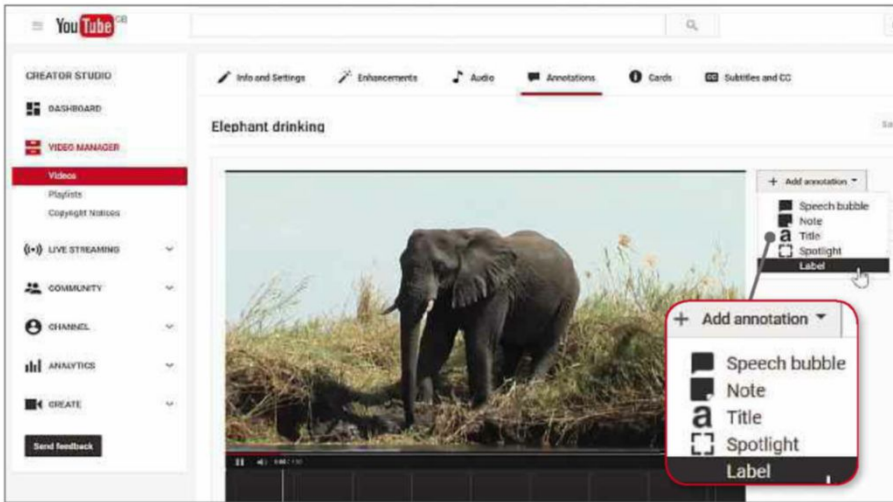 YouTube GB
CREATOR STUDIO
DASHBOARD
VIDEO MANAGER
Videos
Playlists
Copyright Notices
LIVE STREAMING
COMMUNITY
CHANNEL
ANALYTICS
CREATE
Send feedback
Info and Settings
Enhancements
Audio
Annotations
Cards
CC Subtitles and CC
Elephant drinking
+ Add annotation
Speech bubble
Note
a Title
Spotlight
Label
+ Add annotation
Speech bubble
Note
a Title
Spotlight
Label